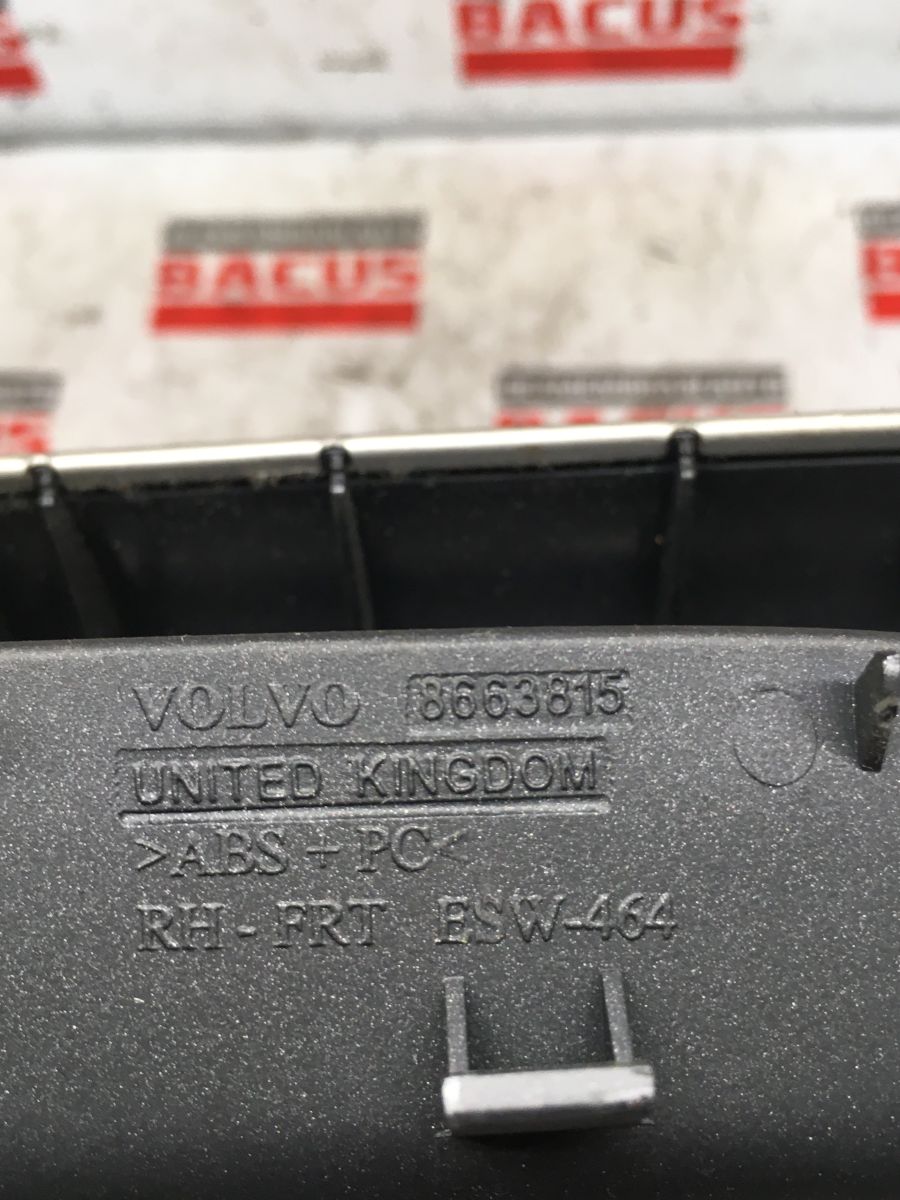 BACUS
BACUS
VOLVO 8663815
UNITED KINGDOM
>ABS + PC<
RH - FRT ESW-464